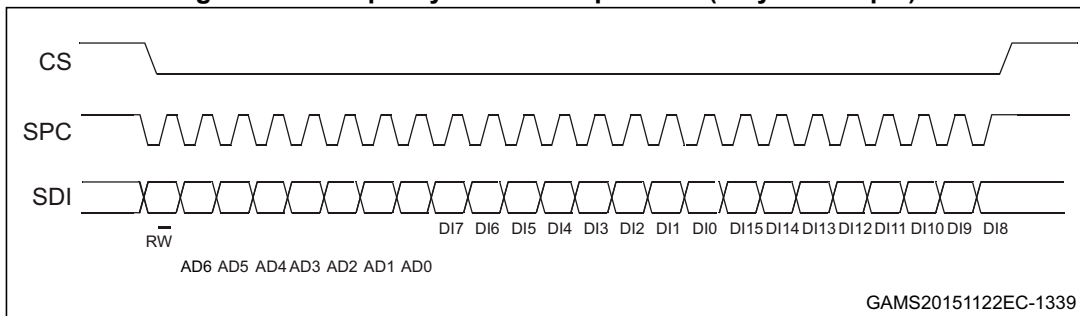 CS
SPC
SDI
DI7 DI6 DI5 DI4 DI3 DI2 DI1 DI0 DI15 DI14 DI13 DI12 DI11 DI10 DI9 DI8
RW
AD6 AD5 AD4 AD3 AD2 AD1 AD0
GAMS20151122EC-1339